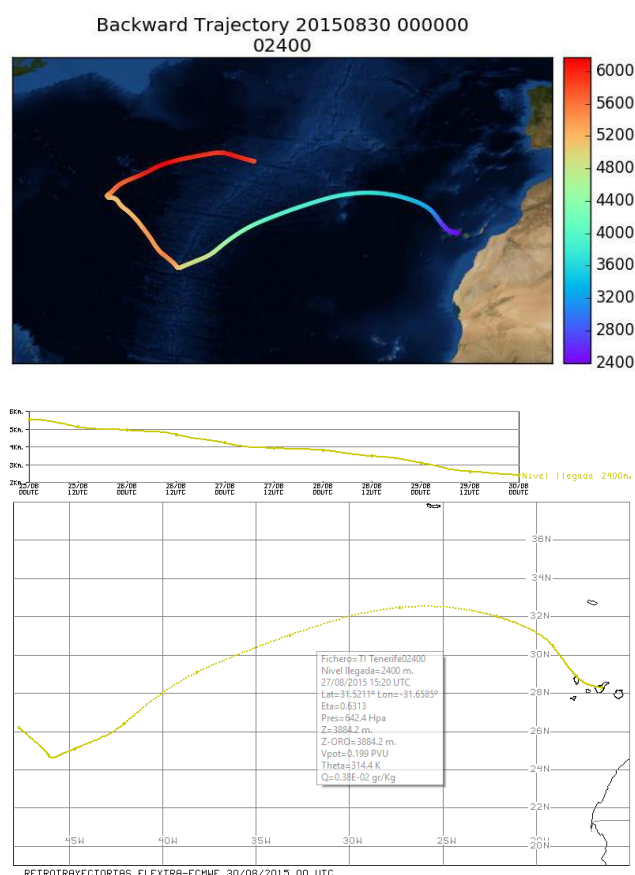 Backward Trajectory 20150830 000000
02400
6000
5600
5200
4800
4400
4000
3600
3200
2800
2400
6Km.
5Km.
4Km.
3Km.
2Km.
25/08 25/08 26/08 26/08 27/08 27/08 28/08 28/08 29/08 29/08 30/08
00UTC 12UTC 00UTC 12UTC 00UTC 12UTC 00UTC 12UTC 00UTC 12UTC 00UTC
Nivel llegada 2400m.
36N
34N
32N
30N
28N
26N
24N
22N
20N
45W 40W 35W 30W 25W
Fichero=TI Tenerife02400
Nivel llegada=2400 m.
27/08/2015 15:20 UTC
Lat=31.5211º Lon=-31.6585º
Eta=0.6313
Pres=642.4 Hpa
Z=3884.2 m.
Z-ORO=3884.2 m.
Vpot=0.199 PVU
Theta=314.4 K
Q=0.38E-02 gr/Kg
RETROTRAYECTORIAS FLEXTRA-ECMWF 30/08/2015 00 UTC